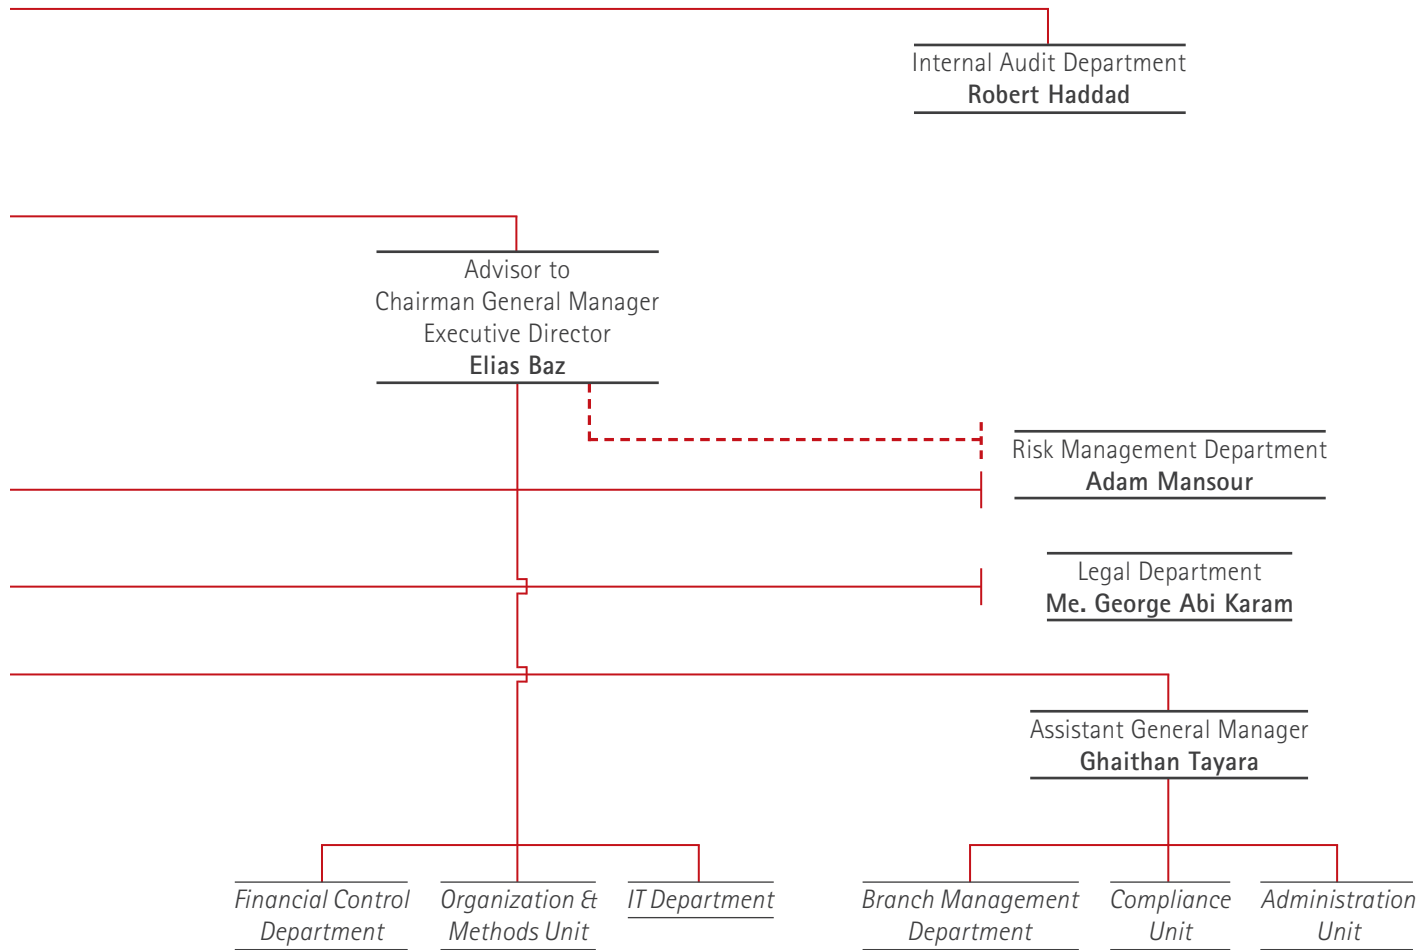 Internal Audit Department
Robert Haddad
Advisor to
Chairman General Manager
Executive Director
Elias Baz
Risk Management Department
Adam Mansour
Legal Department
Me. George Abi Karam
Assistant General Manager
Ghaithan Tayara
Financial Control
Department
Organization &
Methods Unit
IT Department
Branch Management
Department
Compliance
Unit
Administration
Unit